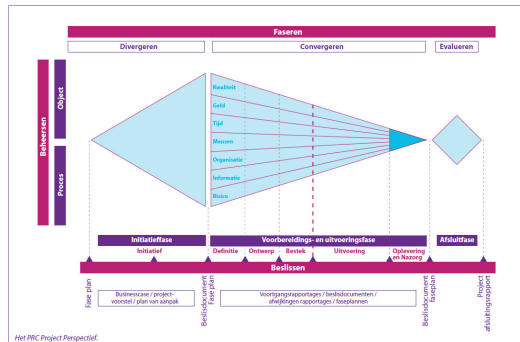 Faseren
Divergeren
Convergeren
Evalueren
Beheersen
Object
Proces
Kwaliteit
Geld
Tijd
Mensen
Organisatie
Informatie
Risico
Initiatieffase
Voorbereidings- en uitvoeringsfase
Afsluitfase
Initiatief
Definitie
Ontwerp
Bestek
Uitvoering
Oplevering
en Nazorg
Beslissen
Fase plan
Businesscase / project-
voorstel / plan van aanpak
Beslisdocument
Fase plan
Voortgangsrapportages / beslisdocumenten /
afwijkingen rapportages / faseplannen
Beslisdocument
faseplan
Project
afsluitingsrapport
Het PRC Project Perspectief.